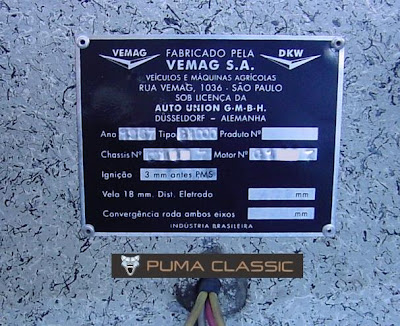 VEMAG FABRICADO PELA DKW
VEMAG S.A.
VEÍCULOS E MÁQUINAS AGRÍCOLAS
RUA VEMAG, 1036 - SÃO PAULO
SOB LICENÇA DA
AUTO UNION G·M·B·H.
DÜSSELDORF - ALEMANHA
Ano Tipo Produto Nº
Chassis Nº Motor Nº
Ignição 3 mm antes PMS
Vela 18 mm. Dist. Eletrodo mm
Convergência roda ambos eixos mm
INDÚSTRIA BRASILEIRA
PUMA CLASSIC